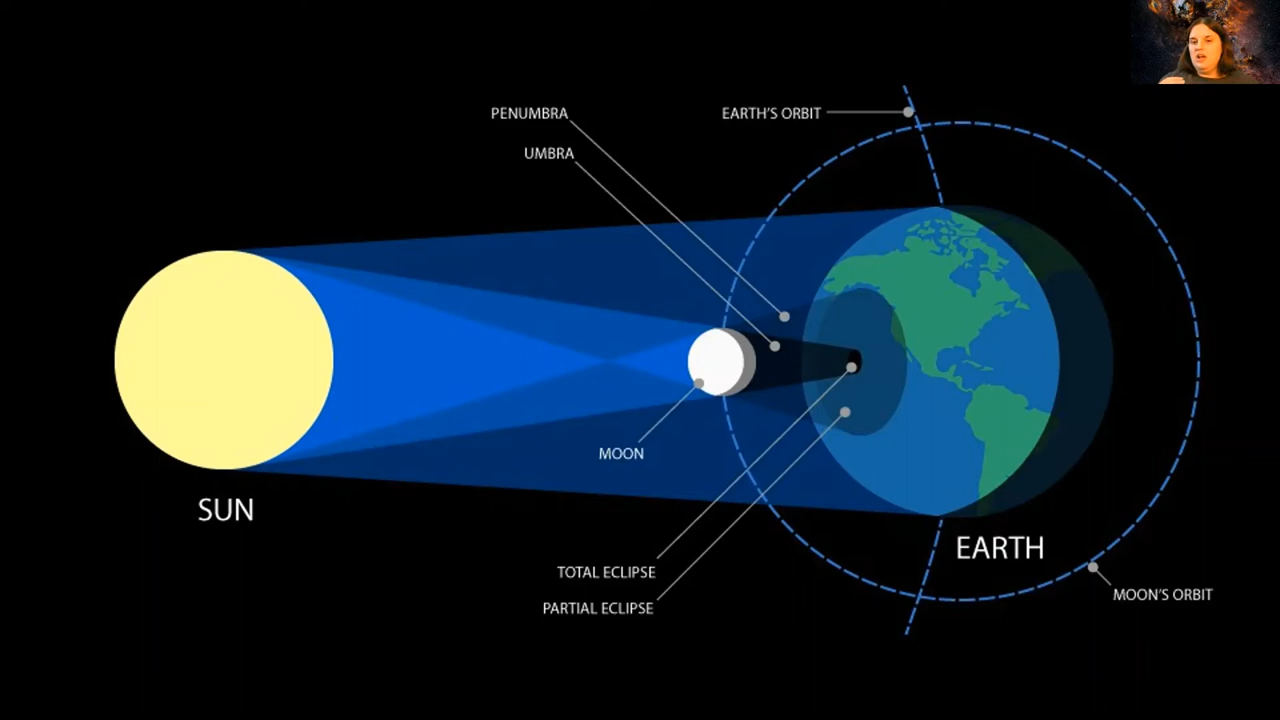 PENUMBRA
EARTH'S ORBIT
UMBRA
MOON
SUN
EARTH
TOTAL ECLIPSE
MOON'S ORBIT
PARTIAL ECLIPSE